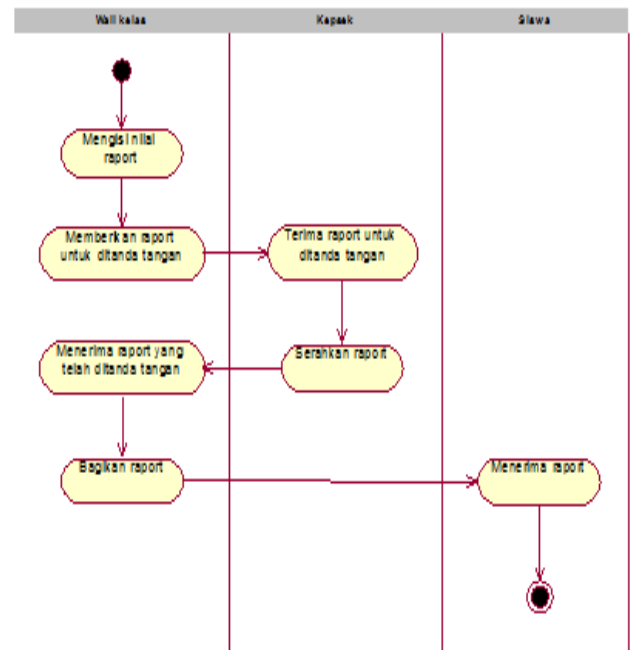 Wali kelas
Kepsek
Siswa
Mengisi nilai
raport
Memberikan raport
untuk ditanda tangan
Terima raport untuk
ditanda tangan
Menerima raport yang
telah ditanda tangan
Serahkan raport
Bagikan raport
Menerima raport